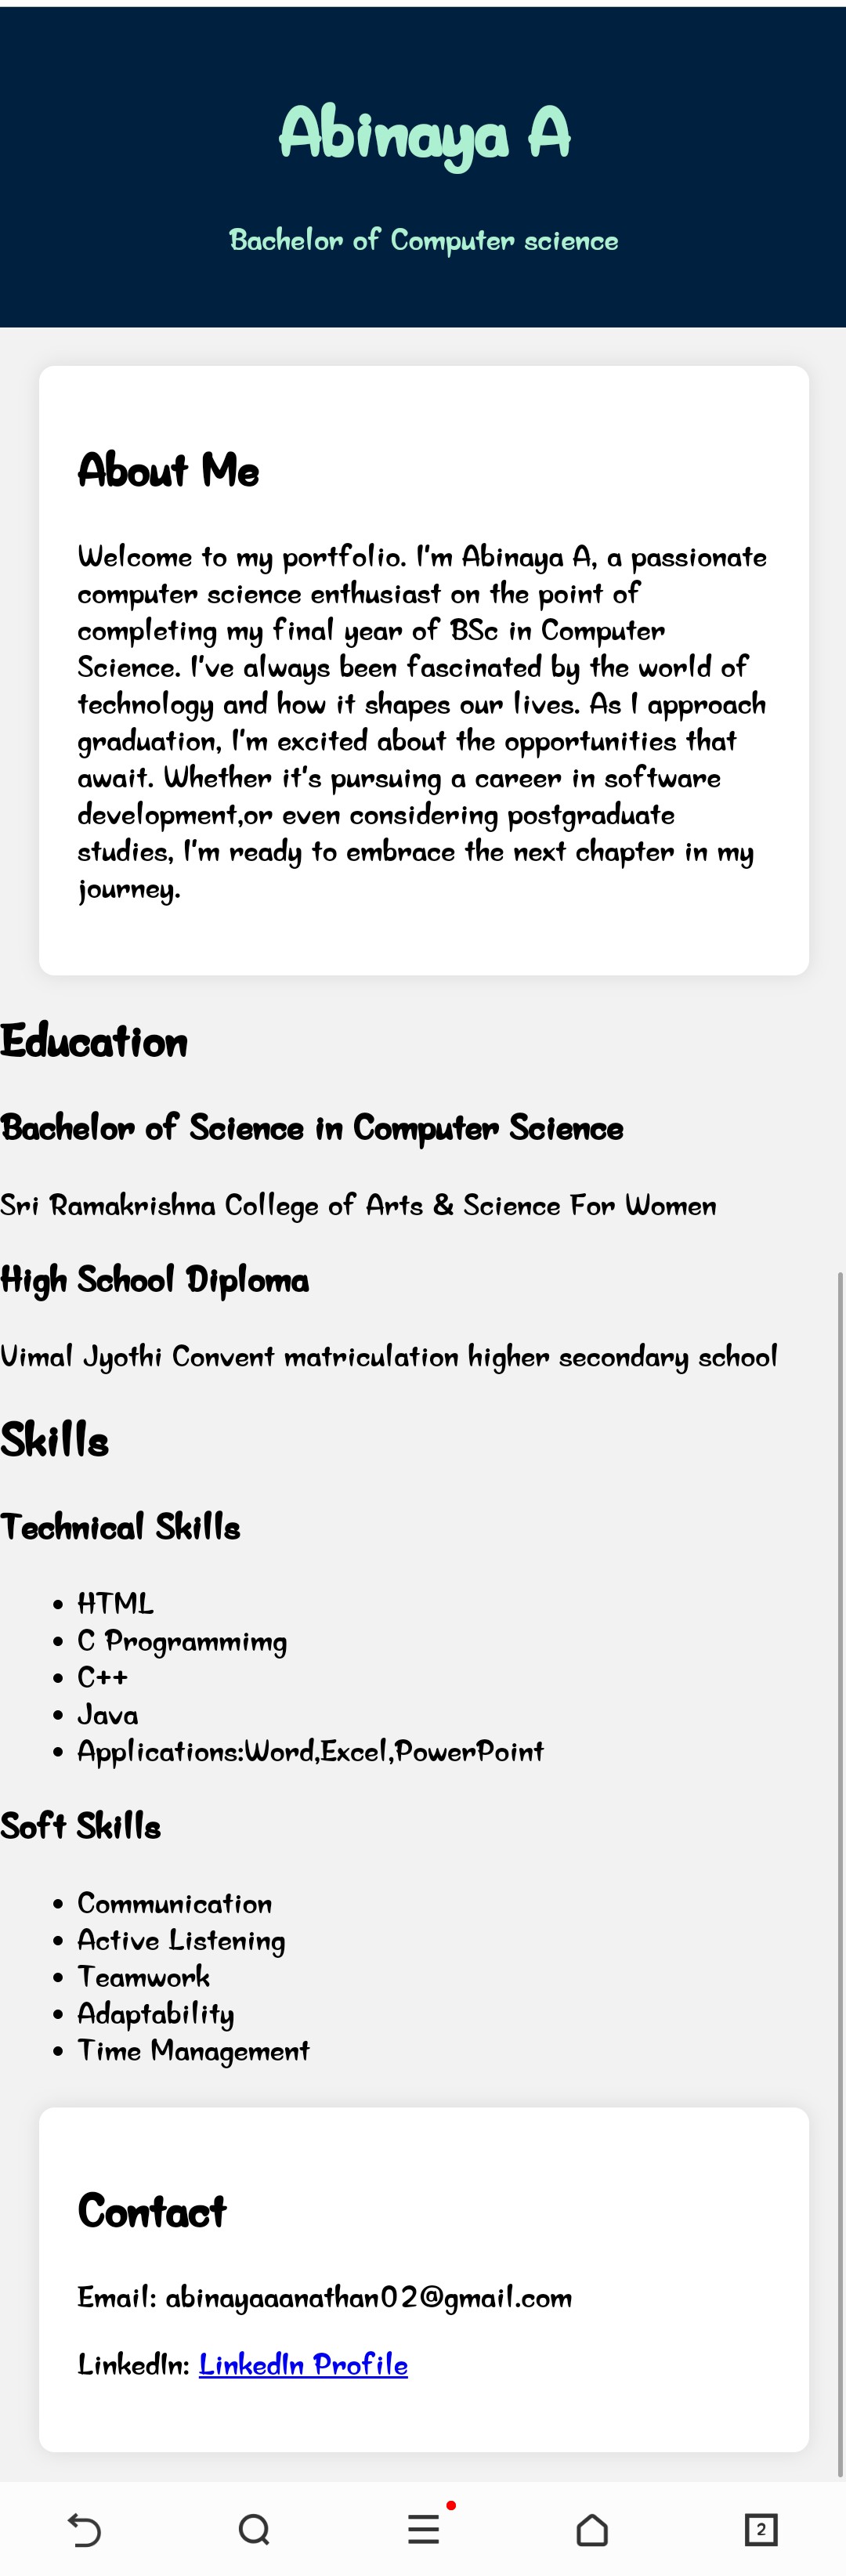 Abinaya A
Bachelor of Computer science
About Me
Welcome to my portfolio. I'm Abinaya A, a passionate
computer science enthusiast on the point of
completing my final year of BSc in Computer
Science. I've always been fascinated by the world of
technology and how it shapes our lives. As I approach
graduation, I'm excited about the opportunities that
await. Whether it's pursuing a career in software
development,or even considering postgraduate
studies, I'm ready to embrace the next chapter in my
journey.
Education
Bachelor of Science in Computer Science
Sri Ramakrishna College of Arts & Science For Women
High School Diploma
Vimal Jyothi Convent matriculation higher secondary school
Skills
Technical Skills
• HTML
• C Programmimg
• C++
• Java
• Applications:Word,Excel,PowerPoint
Soft Skills
• Communication
• Active Listening
• Teamwork
• Adaptability
• Time Management
Contact
Email: abinayaaanathan02@gmail.com
LinkedIn: LinkedIn Profile
2